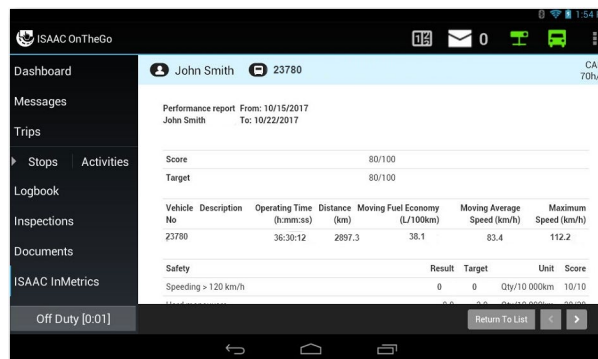 1:54
ISAAC OnTheGo
0
Dashboard
John Smith 23780
CA
70h/
Messages
Trips
Stops Activities
Logbook
Inspections
Documents
ISAAC InMetrics
Off Duty [0:01]
Performance report From: 10/15/2017
John Smith To: 10/22/2017
Score 80/100
Target 80/100
Vehicle No Description Operating Time (h:mm:ss) Distance (km) Moving Fuel Economy (L/100km) Moving Average Speed (km/h) Maximum Speed (km/h)
23780 36:30:12 2897.3 38.1 83.4 112.2
Safety Result Target Unit Score
Speeding > 120 km/h 0 0 Qty/10 000km 10/10
Return To List < >